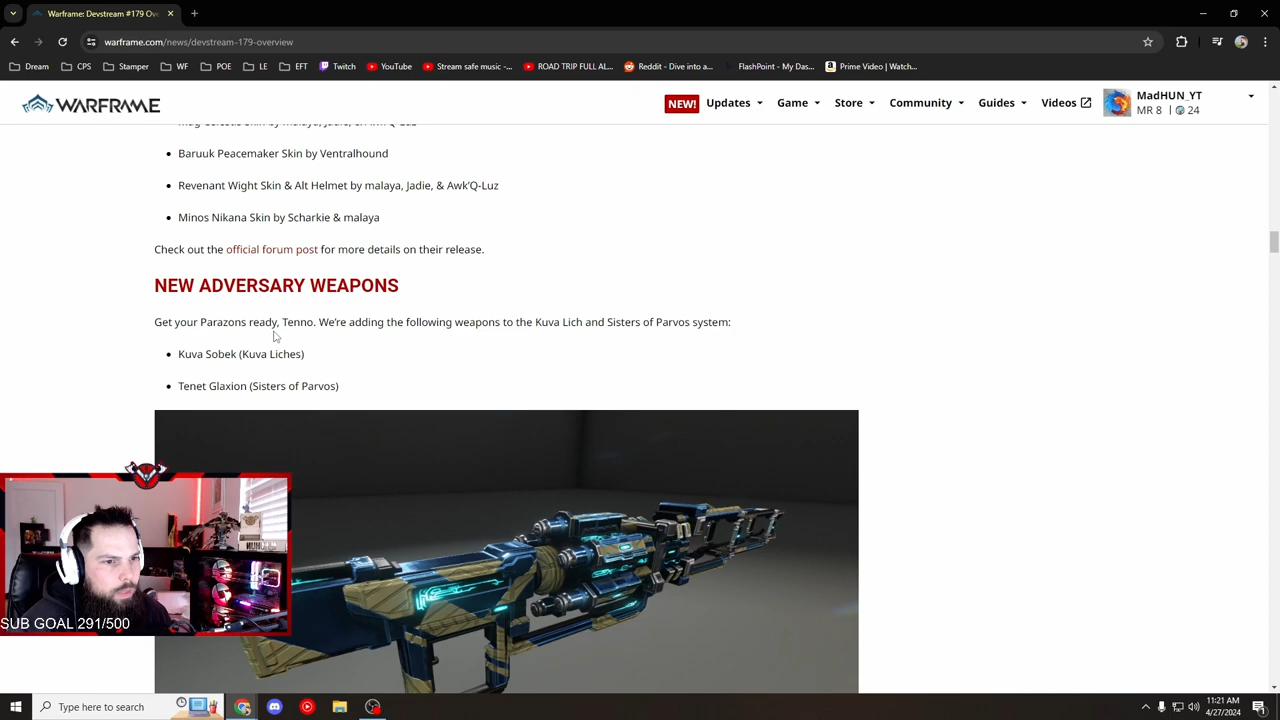 Warframe: Devstream #179 Ov
warframe.com/news/devstream-179-overview
Dream
CPS
Stamper
WF
POE
LE
EFT
Twitch
YouTube
Stream safe music -...
ROAD TRIP FULL AL...
Reddit - Dive into a...
FlashPoint - My Das...
Prime Video | Watch...
WARFRAME
NEW!
Updates
Game
Store
Community
Guides
Videos
MadHUN_YT
MR 8 | 24
Baruuk Peacemaker Skin by Ventralhound
Revenant Wight Skin & Alt Helmet by malaya, Jadie, & Awk'Q-Luz
Minos Nikana Skin by Scharkie & malaya
Check out the official forum post for more details on their release.
NEW ADVERSARY WEAPONS
Get your Parazons ready, Tenno. We're adding the following weapons to the Kuva Lich and Sisters of Parvos system:
Kuva Sobek (Kuva Liches)
Tenet Glaxion (Sisters of Parvos)
SUB GOAL 291/500
Type here to search
11:21 AM
4/27/2024